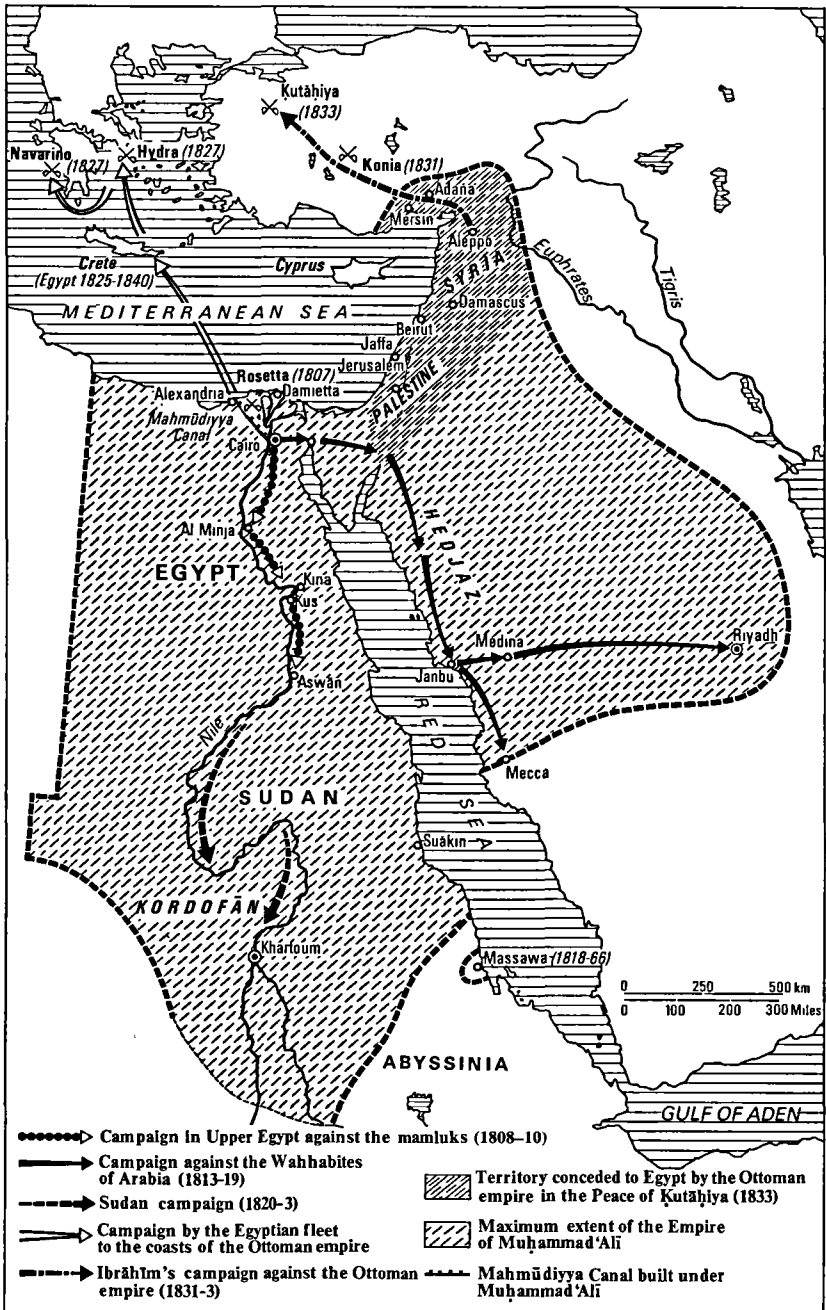 Ḳutāḥiya
(1833)
Navarino
(1827)
Hydra (1827)
Konia (1831)
Adana
Mersin
Aleppo
SYRIA
Crete
(Egypt 1825-1840)
Cyprus
Euphrates
Tigris
Damascus
MEDITERRANEAN SEA
Beirut
Jaffa
Jerusalem
Rosetta (1807)
Alexandria
Damietta
PALESTINE
Mahmūdiyya
Canal
Cairo
HEDJAZ
Al Minja
EGYPT
Kina
Kus
Medina
Riyadh
Janbu
Aswān
RED SEA
Nile
Mecca
SUDAN
Suākin
KORDOFĀN
Khartoum
Massawa (1818-66)
0 250 500 km
0 100 200 300 Miles
ABYSSINIA
GULF OF ADEN
Campaign in Upper Egypt against the mamluks (1808–10)
Campaign against the Wahhabites
of Arabia (1813-19)
Sudan campaign (1820-3)
Campaign by the Egyptian fleet
to the coasts of the Ottoman empire
Ibrāhīm's campaign against the Ottoman
empire (1831-3)
Territory conceded to Egypt by the Ottoman
empire in the Peace of Ḳutāḥiya (1833)
Maximum extent of the Empire
of Muḥammad ʿAlī
Mahmūdiyya Canal built under
Muḥammad ʿAlī